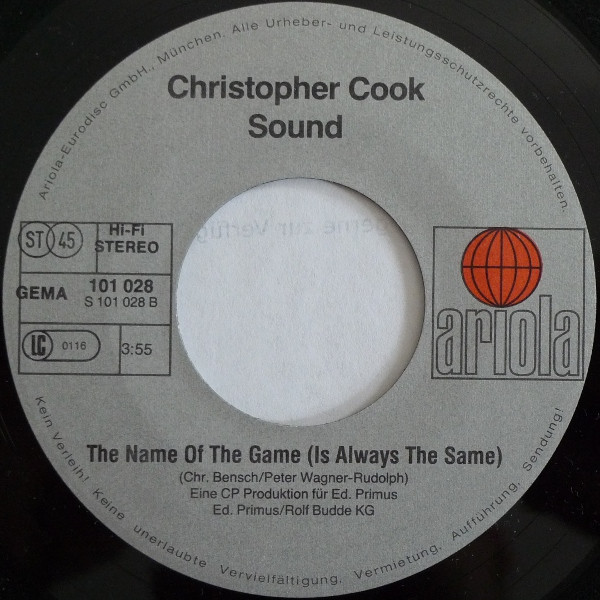 Ariola-Eurodisc GmbH., München. Alle Urheber- und Leistungsschutzrechte vorbehalten.
Christopher Cook
Sound
gerne zur Verfüg
ST 45
Hi-Fi
STEREO
GEMA
101 028
S 101 028 B
LC 0116
3:55
ariola
The Name Of The Game (Is Always The Same)
(Chr. Bensch/Peter Wagner-Rudolph)
Eine CP Produktion für Ed. Primus
Ed. Primus/Rolf Budde KG
Kein Verleih! Keine unerlaubte Vervielfältigung, Vermietung, Aufführung, Sendung!